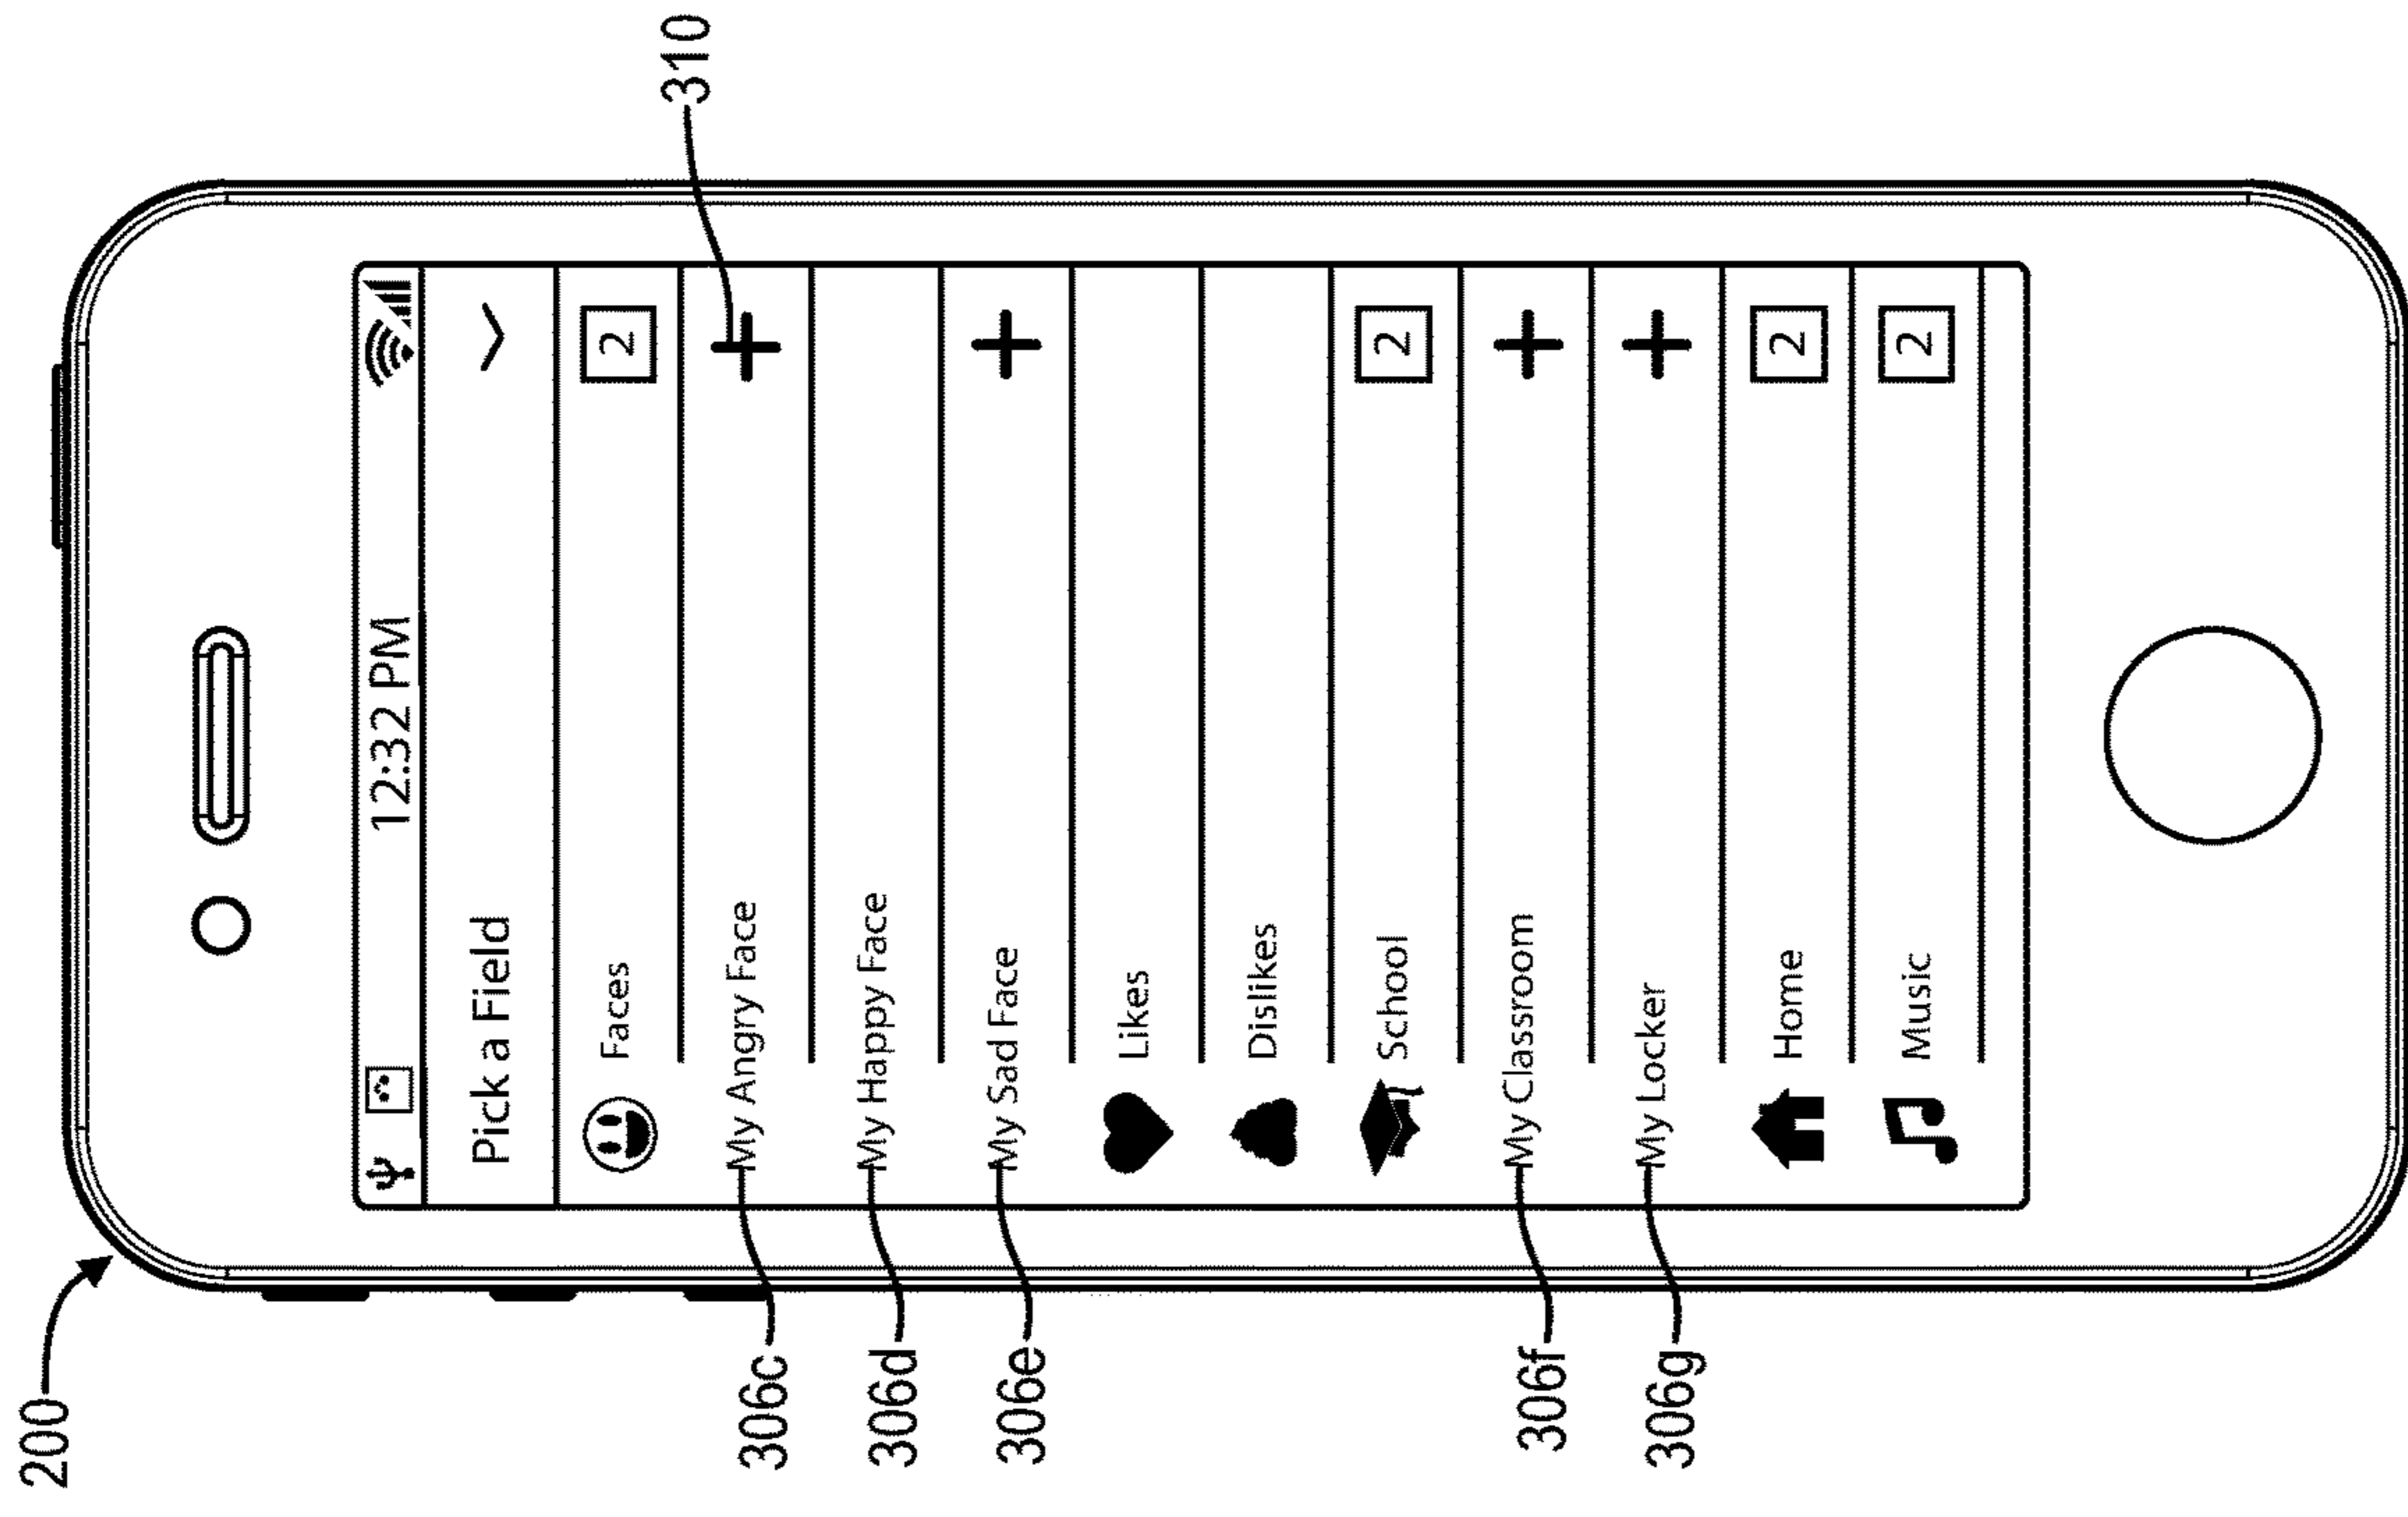 200
310
12:32 PM
Pick a Field
Faces 2
306c My Angry Face +
306d My Happy Face
306e My Sad Face +
Likes
Dislikes
School 2
306f My Classroom +
306g My Locker +
Home 2
Music 2